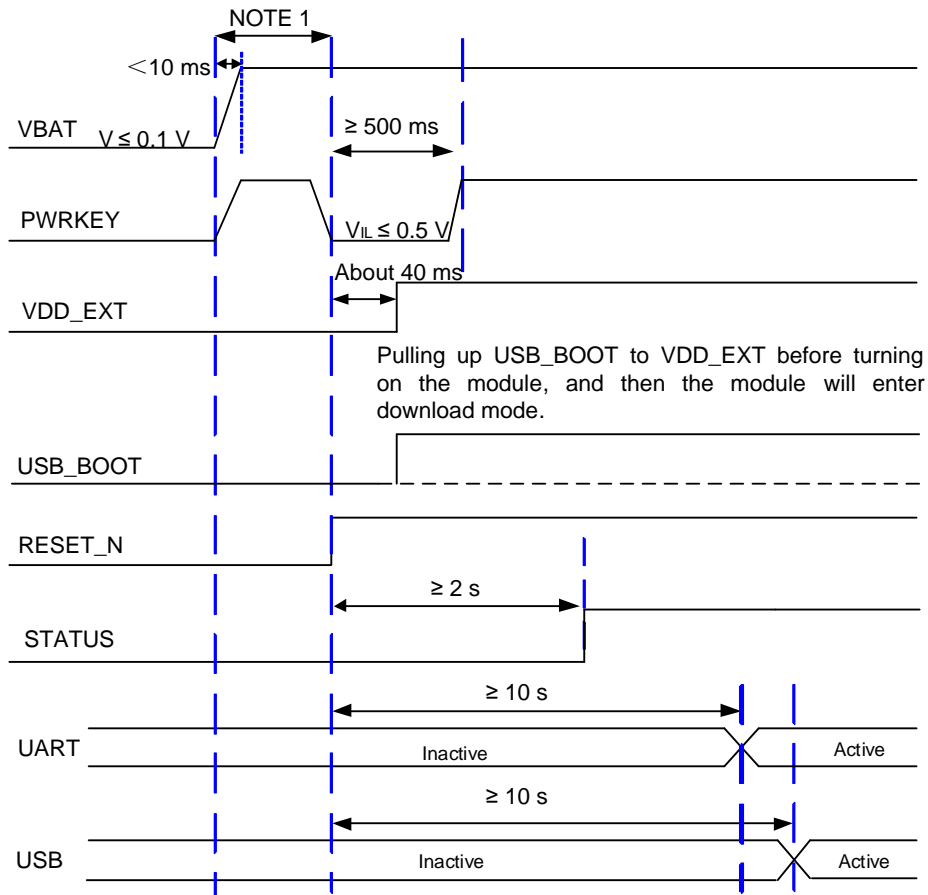 NOTE 1
<10 ms
VBAT
V ≤ 0.1 V
≥ 500 ms
PWRKEY
VIL ≤ 0.5 V
About 40 ms
VDD_EXT
Pulling up USB_BOOT to VDD_EXT before turning
on the module, and then the module will enter
download mode.
USB_BOOT
RESET_N
≥ 2 s
STATUS
≥ 10 s
UART
Inactive
Active
≥ 10 s
USB
Inactive
Active